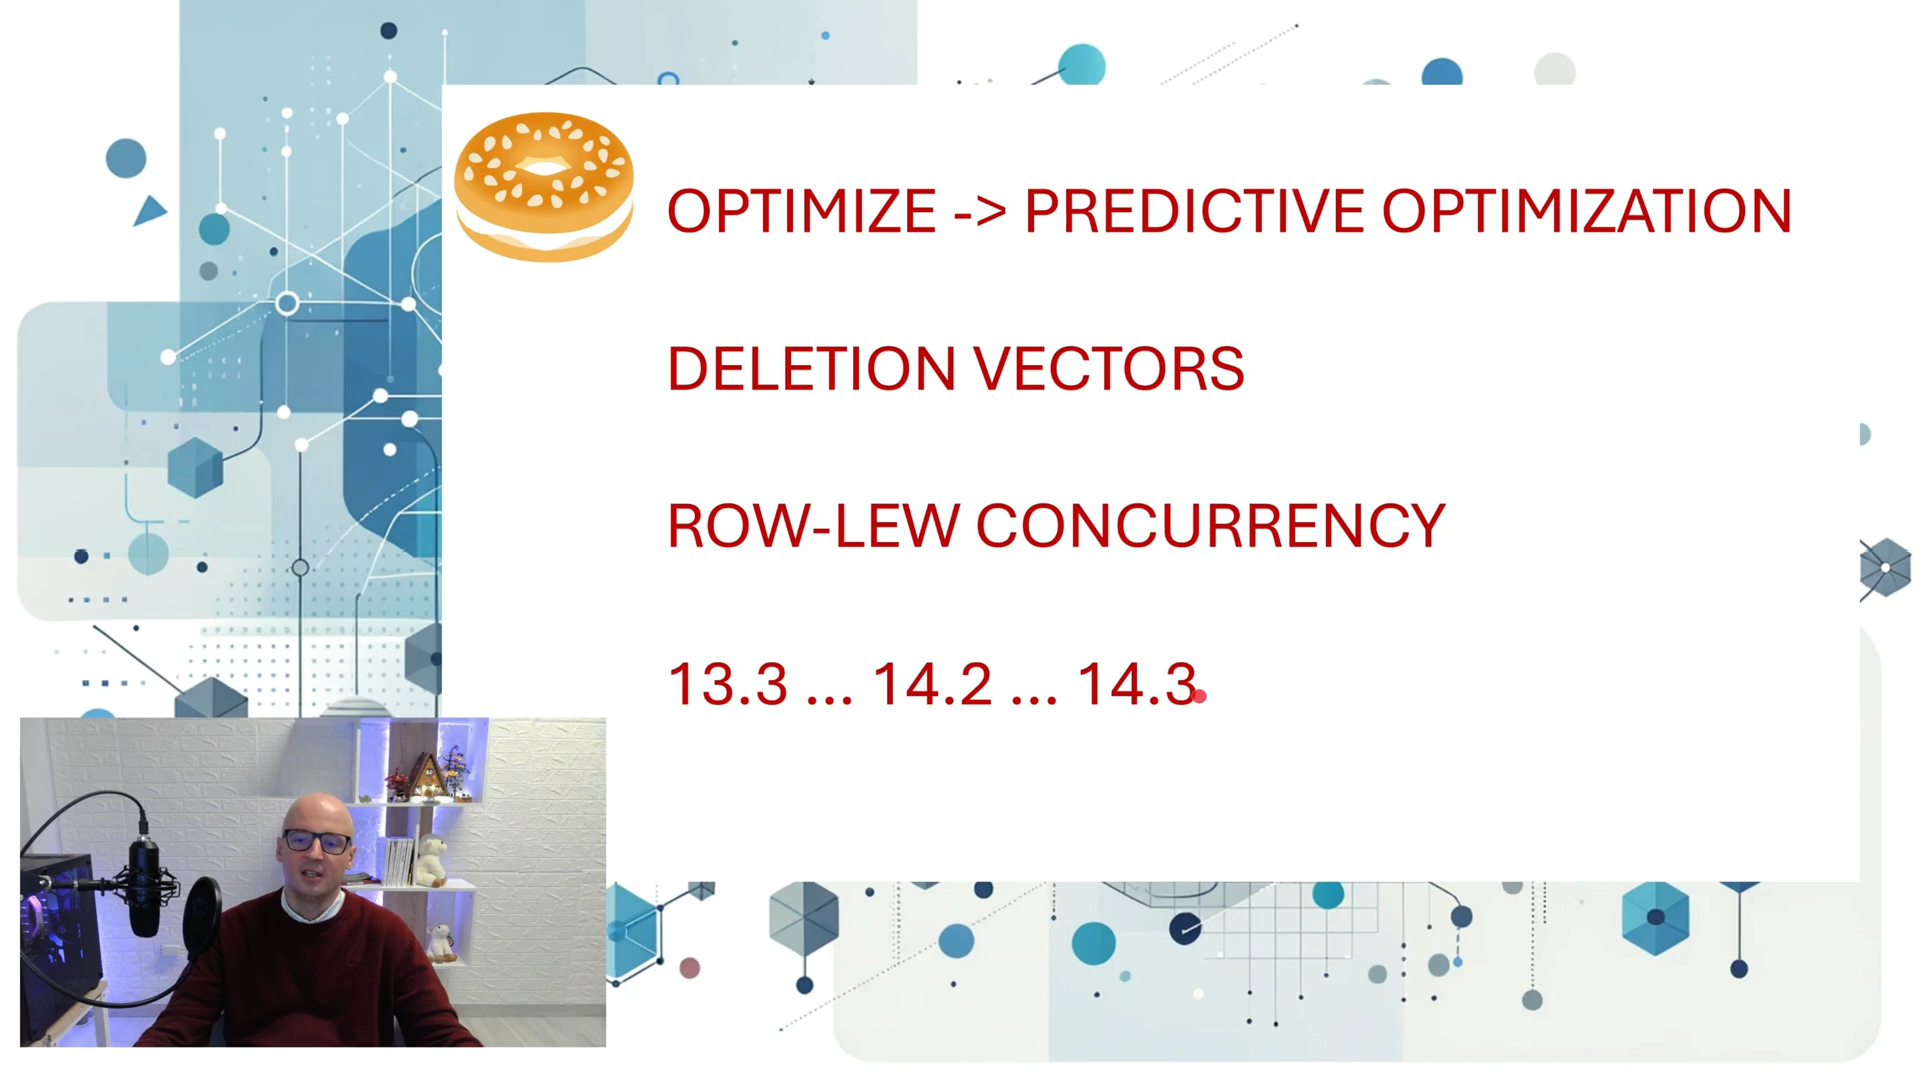 OPTIMIZE -> PREDICTIVE OPTIMIZATION
DELETION VECTORS
ROW-LEW CONCURRENCY
13.3 ... 14.2 ... 14.3